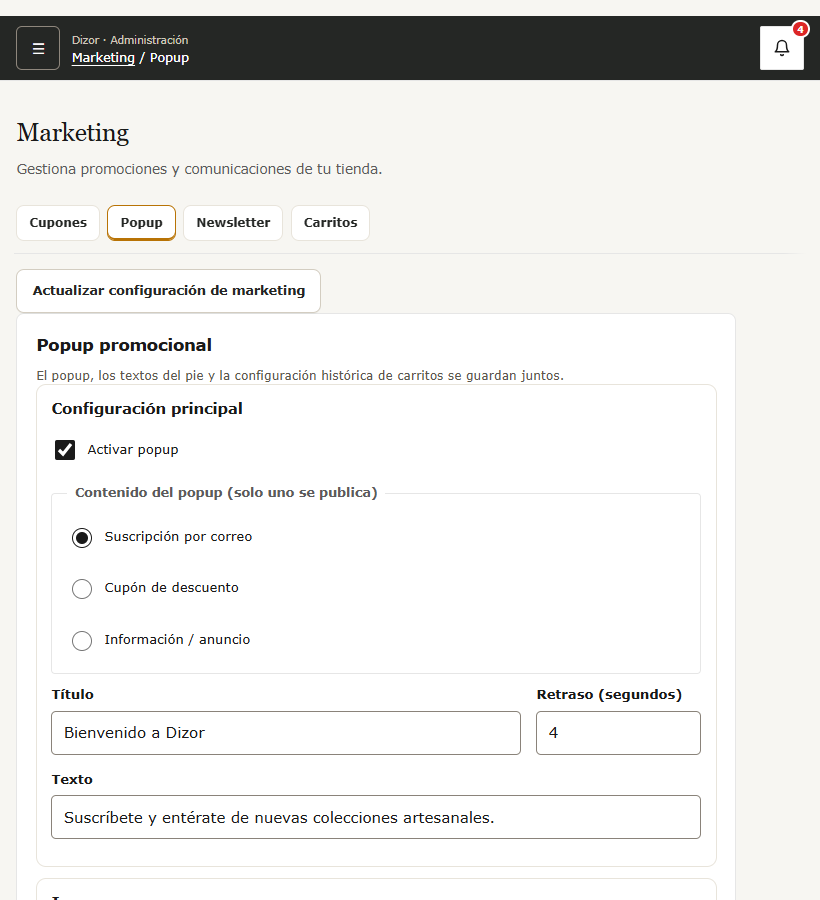 Dizor · Administración
Marketing / Popup
4
Marketing
Gestiona promociones y comunicaciones de tu tienda.
Cupones
Popup
Newsletter
Carritos
Actualizar configuración de marketing
Popup promocional
El popup, los textos del pie y la configuración histórica de carritos se guardan juntos.
Configuración principal
Activar popup
Contenido del popup (solo uno se publica)
Suscripción por correo
Cupón de descuento
Información / anuncio
Título
Retraso (segundos)
Bienvenido a Dizor
4
Texto
Suscríbete y entérate de nuevas colecciones artesanales.